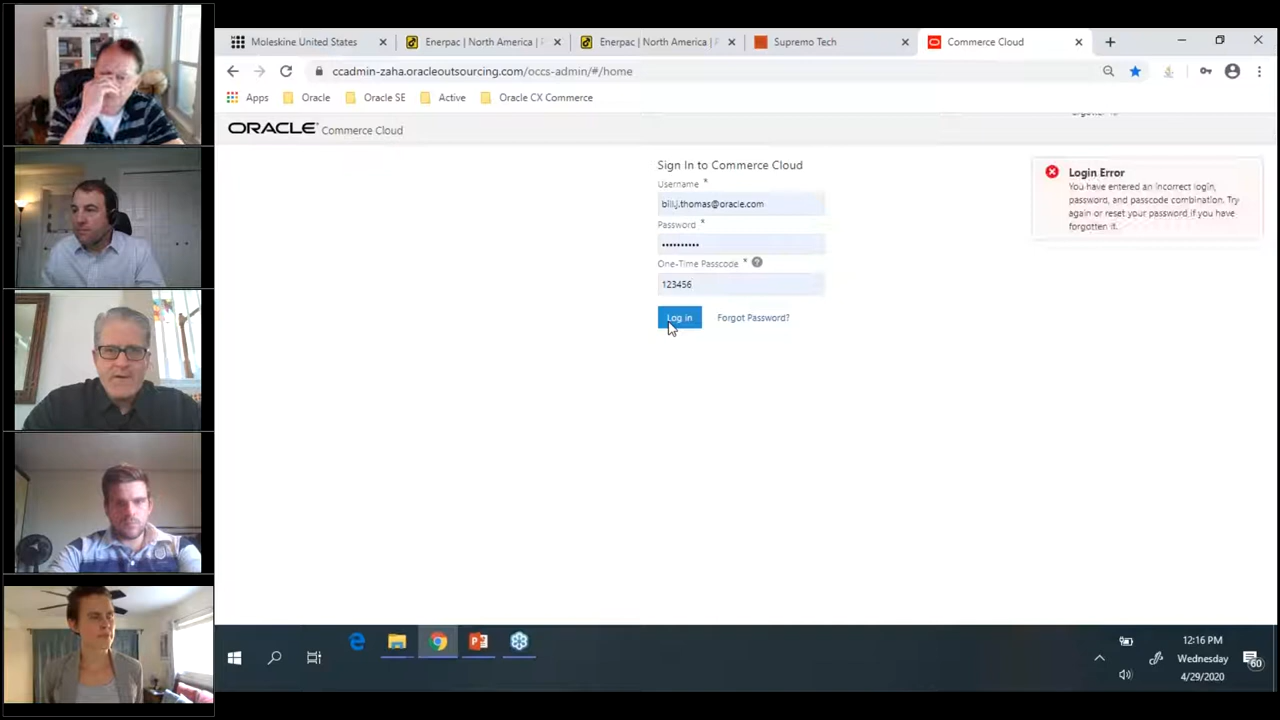 Moleskine United States
Enerpac | North America |
Enerpac | North America |
Supremo Tech
Commerce Cloud
ccadmin-zaha.oracleoutsourcing.com/occs-admin/#/home
Apps
Oracle
Oracle SE
Active
Oracle CX Commerce
ORACLE Commerce Cloud
Sign In to Commerce Cloud
Username *
bill.j.thomas@oracle.com
Password *
••••••••••
One-Time Passcode * ?
123456
Log in
Forgot Password?
Login Error
You have entered an incorrect login,
password, and passcode combination. Try
again or reset your password if you have
forgotten it.
12:16 PM
Wednesday
4/29/2020
60